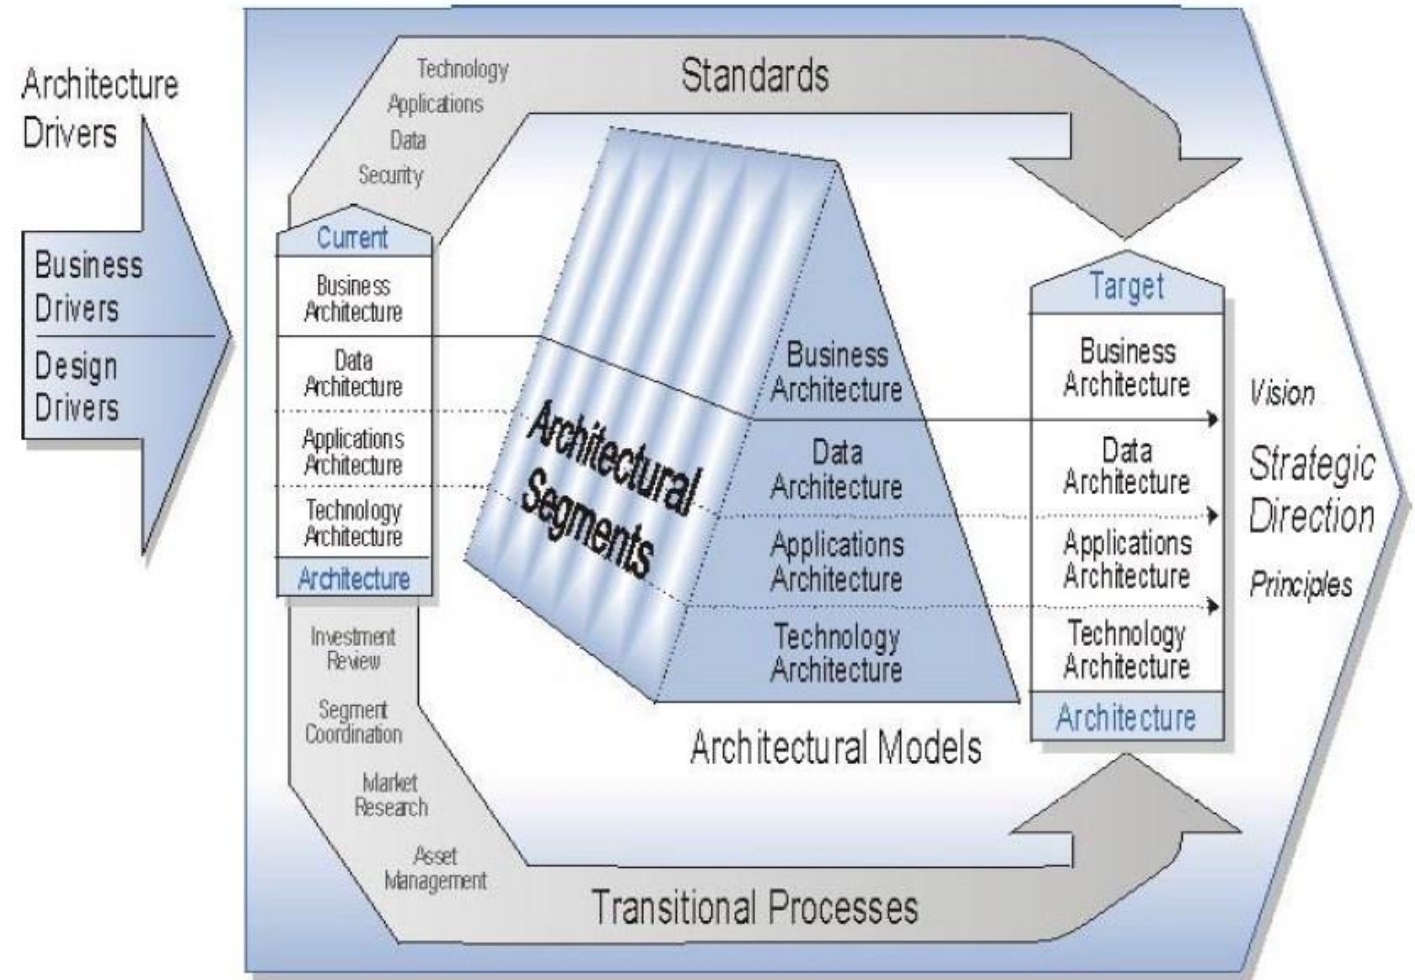 Architecture
Drivers
Business
Drivers
Design
Drivers
Technology
Applications
Data
Security
Standards
Current
Business
Architecture
Data
Architecture
Applications
Architecture
Technology
Architecture
Architecture
Investment
Review
Segment
Coordination
Market
Research
Asset
Management
Transitional Processes
Architectural
Segments
Business
Architecture
Data
Architecture
Applications
Architecture
Technology
Architecture
Architectural Models
Target
Business
Architecture
Data
Architecture
Applications
Architecture
Technology
Architecture
Architecture
Vision
Strategic
Direction
Principles